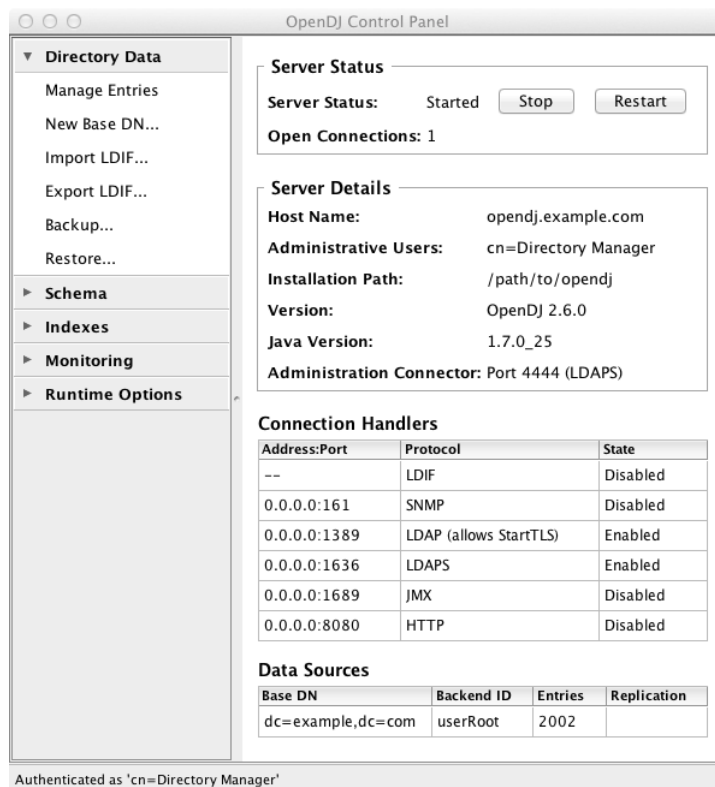 OpenDJ Control Panel
Directory Data
Manage Entries
New Base DN...
Import LDIF...
Export LDIF...
Backup...
Restore...
Schema
Indexes
Monitoring
Runtime Options
Server Status
Server Status: Started Stop Restart
Open Connections: 1
Server Details
Host Name: opendj.example.com
Administrative Users: cn=Directory Manager
Installation Path: /path/to/opendj
Version: OpenDJ 2.6.0
Java Version: 1.7.0_25
Administration Connector: Port 4444 (LDAPS)
Connection Handlers
Address:Port Protocol State
-- LDIF Disabled
0.0.0.0:161 SNMP Disabled
0.0.0.0:1389 LDAP (allows StartTLS) Enabled
0.0.0.0:1636 LDAPS Enabled
0.0.0.0:1689 JMX Disabled
0.0.0.0:8080 HTTP Disabled
Data Sources
Base DN Backend ID Entries Replication
dc=example,dc=com userRoot 2002
Authenticated as 'cn=Directory Manager'